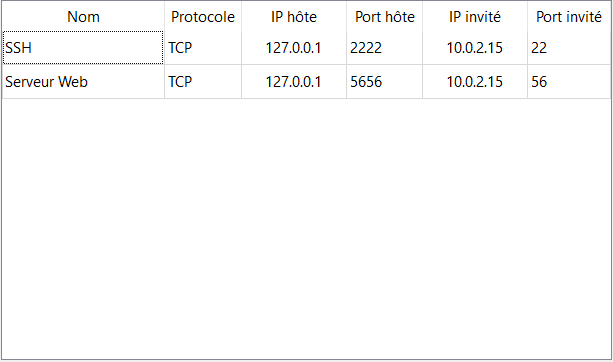 Nom Protocole IP hôte Port hôte IP invité Port invité
SSH TCP 127.0.0.1 2222 10.0.2.15 22
Serveur Web TCP 127.0.0.1 5656 10.0.2.15 56